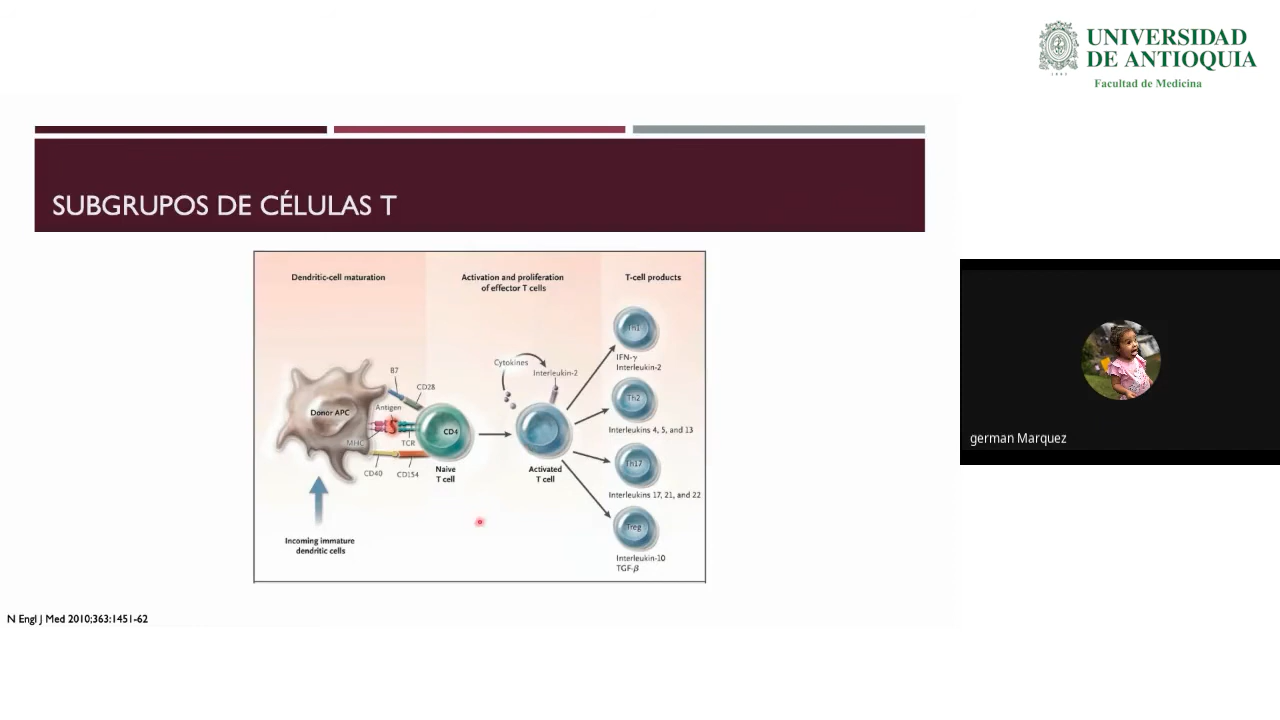 UNIVERSIDAD
DE ANTIOQUIA
1803
Facultad de Medicina
SUBGRUPOS DE CÉLULAS T
Dendritic-cell maturation
Activation and proliferation
of effector T cells
T-cell products
Th1
IFN-γ
Interleukin-2
Cytokines
Interleukin-2
B7
CD28
Antigen
Donor APC
MHC
TCR
CD4
CD40
CD154
Naive
T cell
Activated
T cell
Th2
Interleukins 4, 5, and 13
Th17
Interleukins 17, 21, and 22
Treg
Interleukin-10
TGF-β
Incoming immature
dendritic cells
N Engl J Med 2010;363:1451-62
german Marquez